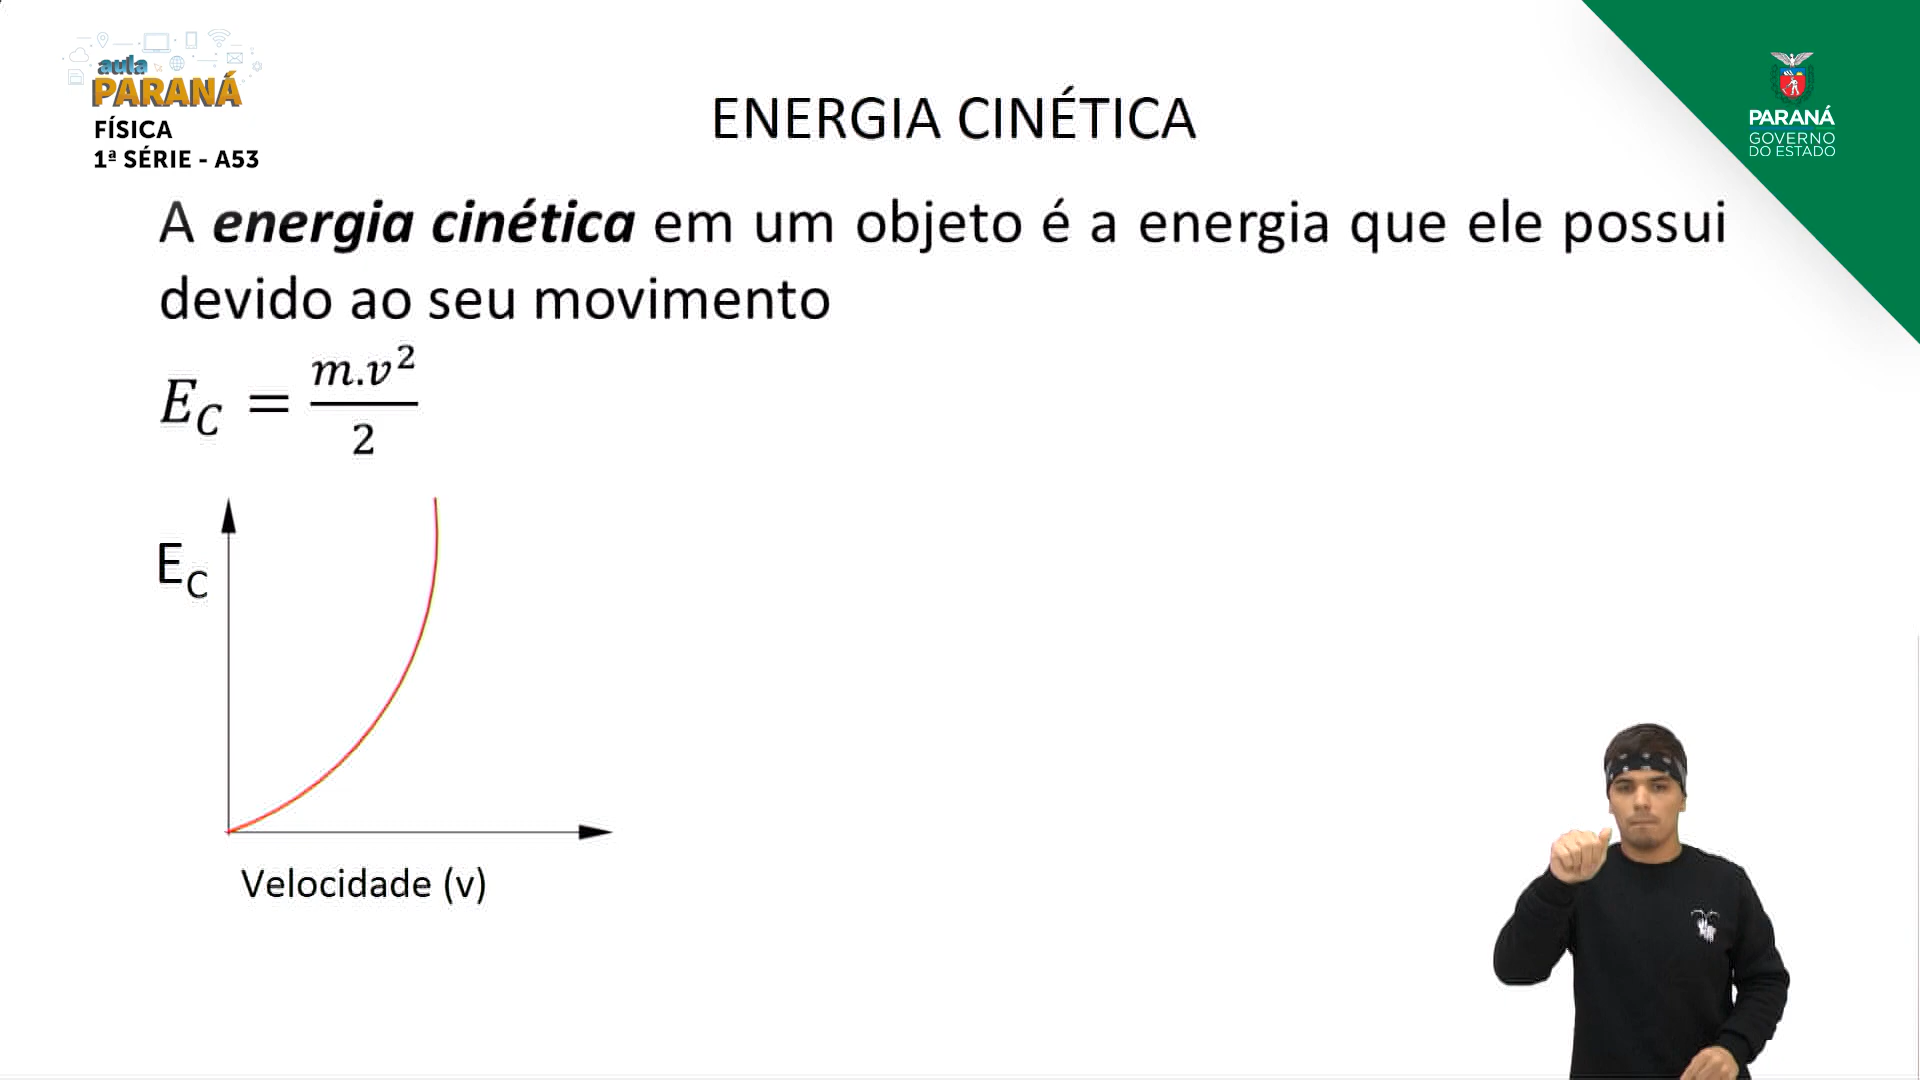 aula
PARANÁ
FÍSICA
1ª SÉRIE - A53
PARANÁ
GOVERNO
DO ESTADO
ENERGIA CINÉTICA
A energia cinética em um objeto é a energia que ele possui
devido ao seu movimento
E_C = m.v²/2
E_C
Velocidade (v)